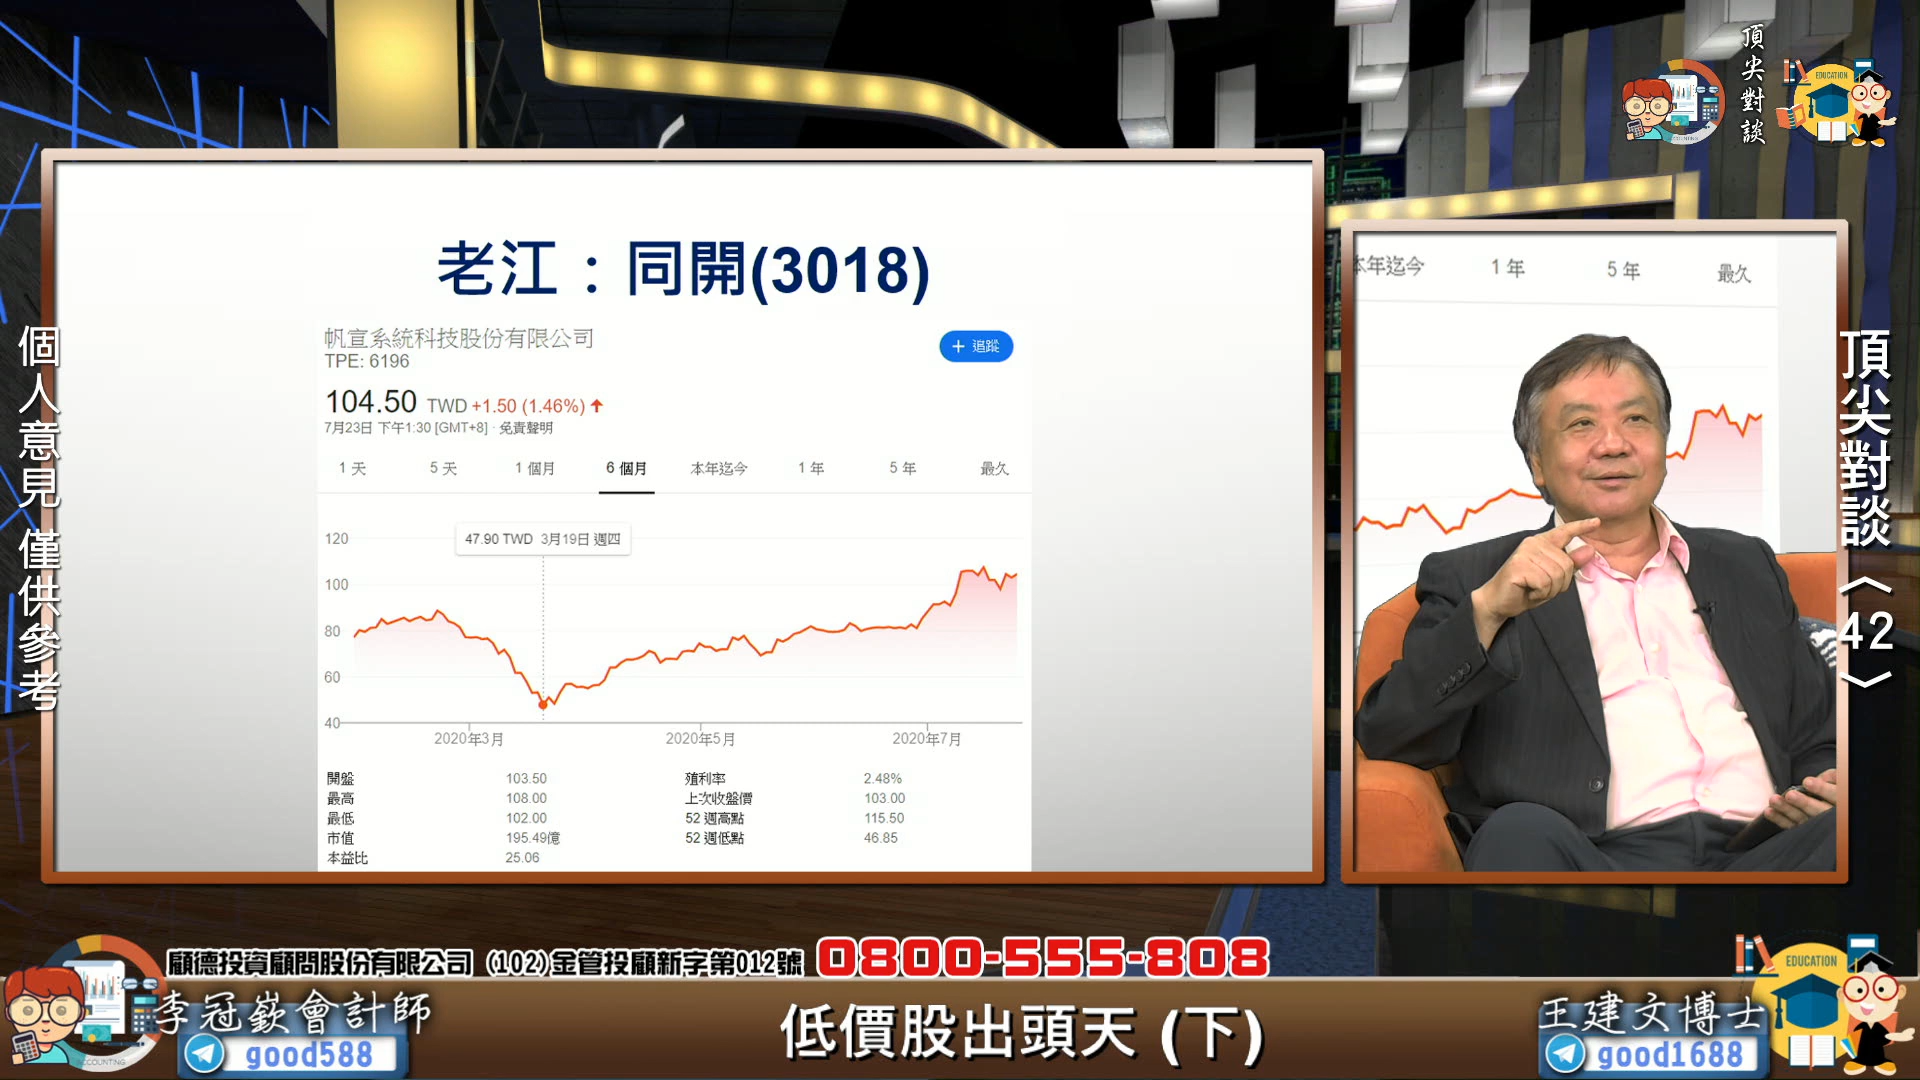 頂尖對談
EDUCATION
老江：同開(3018)
帆宣系統科技股份有限公司
TPE: 6196
+ 追蹤
104.50 TWD +1.50 (1.46%)
7月23日 下午1:30 [GMT+8] · 免責聲明
1 天 5 天 1 個月 6 個月 本年迄今 1 年 5 年 最久
47.90 TWD 3月19日 週四
120
100
80
60
40
2020年3月 2020年5月 2020年7月
開盤 103.50 殖利率 2.48%
最高 108.00 上次收盤價 103.00
最低 102.00 52 週高點 115.50
市值 195.49億 52 週低點 46.85
本益比 25.06
本年迄今 1 年 5 年 最久
個人意見 僅供參考
頂尖對談〈42〉
顧德投資顧問股份有限公司 (102)金管投顧新字第012號 0800-555-808
ACCOUNTING
李冠嶔會計師
good588
低價股出頭天 (下)
EDUCATION
王建文博士
good1688